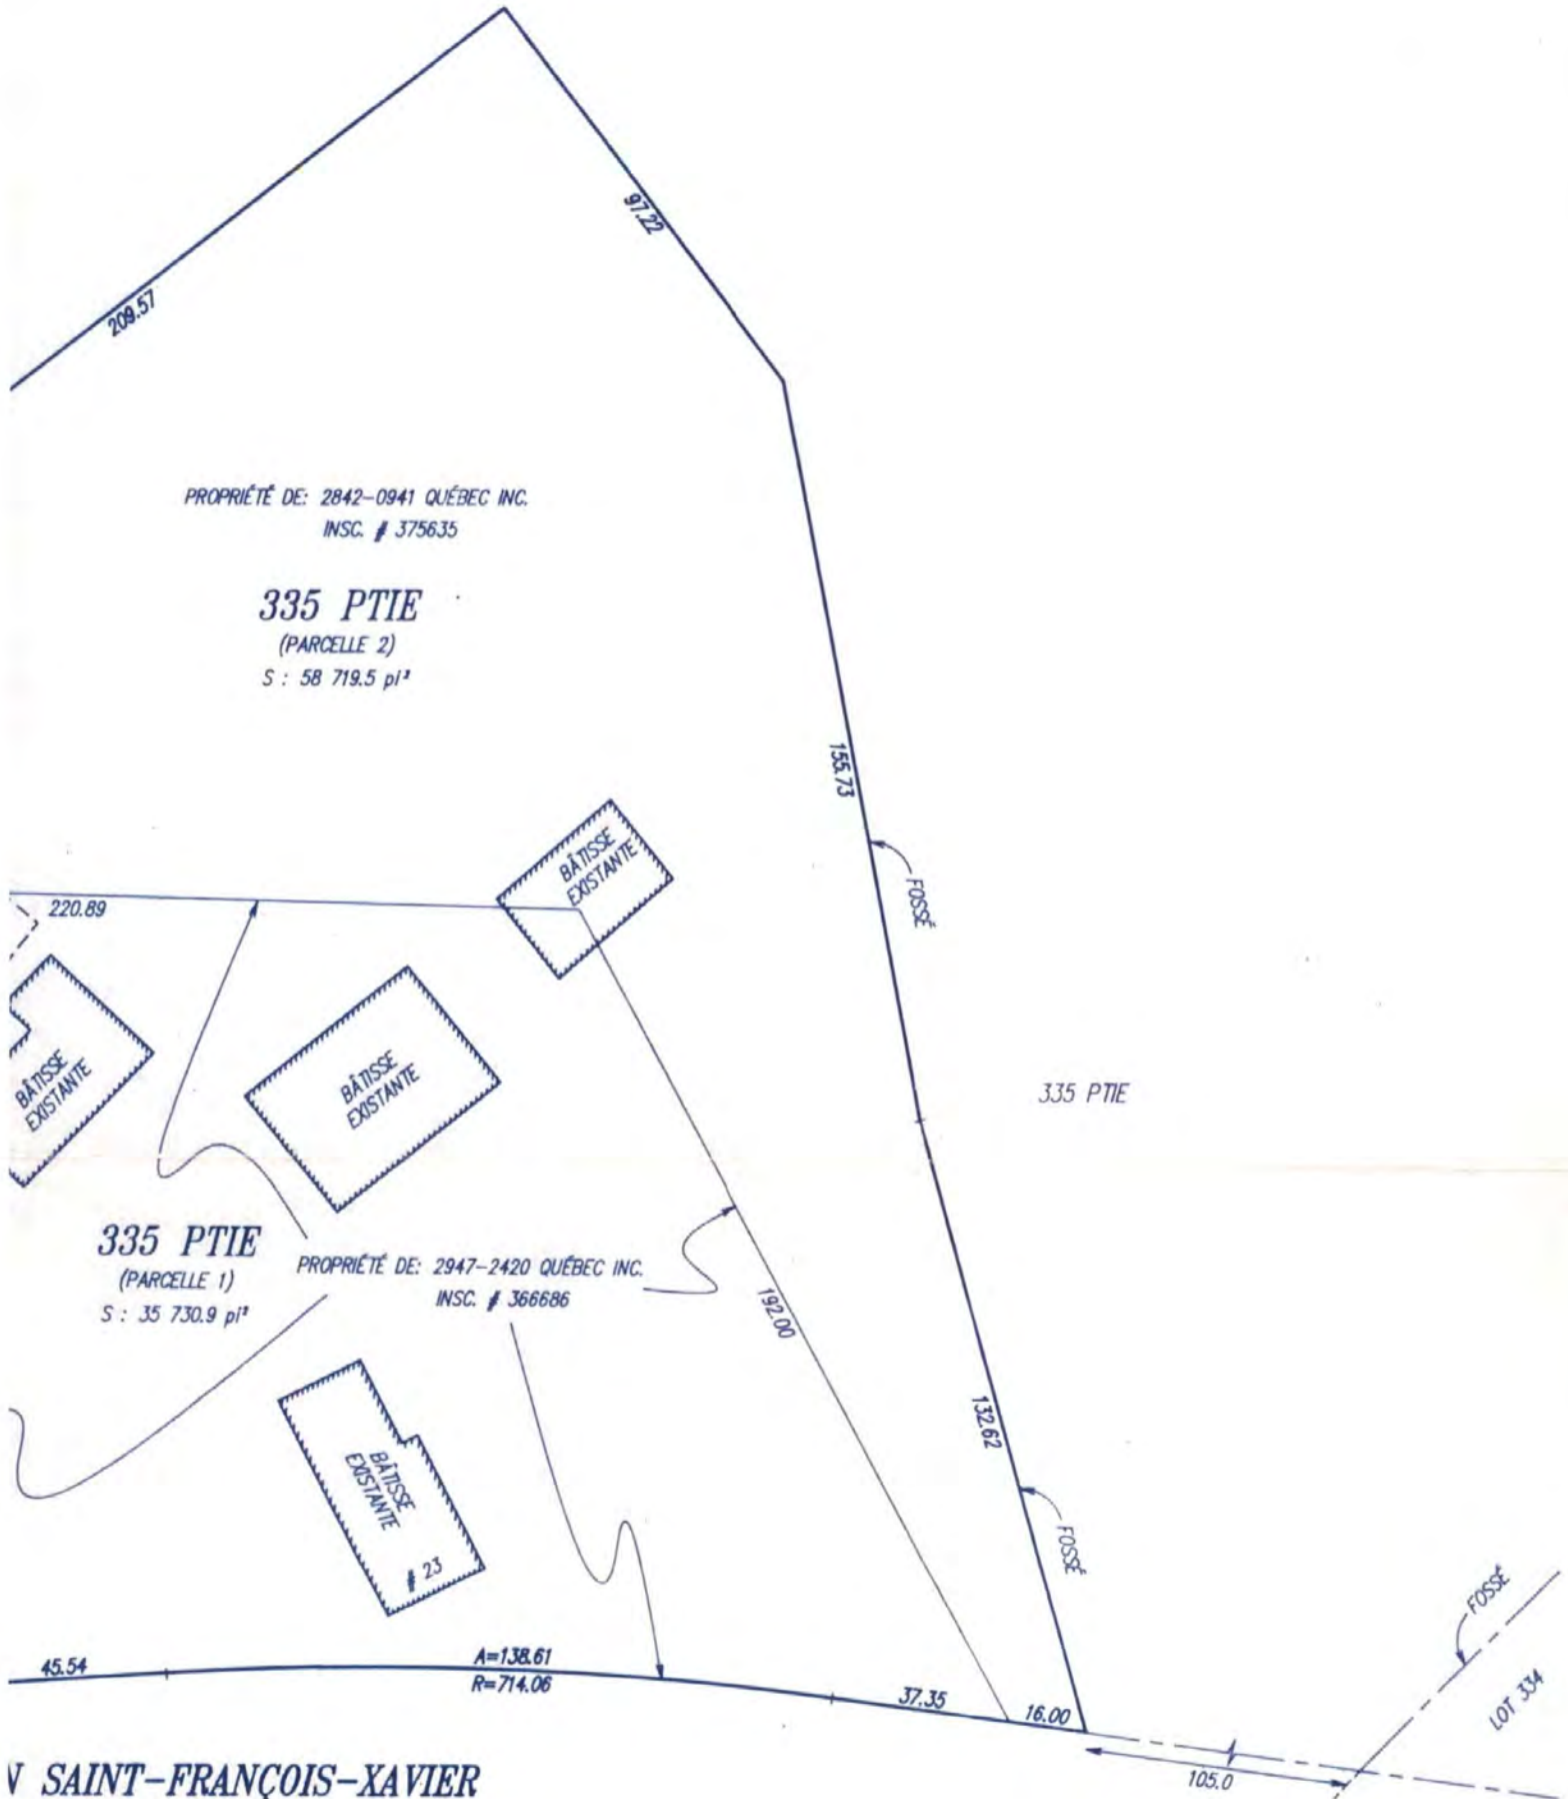 97.22
209.57
PROPRIÉTÉ DE: 2842-0941 QUÉBEC INC.
INSC. # 375635
335 PTIE
(PARCELLE 2)
S : 58 719.5 pi²
155.73
BÂTISSE
EXISTANTE
FOSSÉ
220.89
BÂTISSE
EXISTANTE
BÂTISSE
EXISTANTE
335 PTIE
335 PTIE
(PARCELLE 1)
S : 35 730.9 pi²
PROPRIÉTÉ DE: 2947-2420 QUÉBEC INC.
INSC. # 366686
192.00
132.62
BÂTISSE
EXISTANTE
# 23
FOSSÉ
FOSSÉ
LOT 334
45.54
A=138.61
R=714.06
37.35
16.00
105.0
SAINT-FRANÇOIS-XAVIER